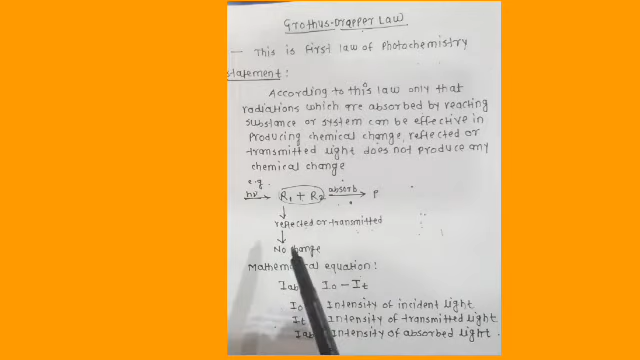 Grothus-Drapper Law
— This is first law of Photochemistry
statement:
According to this law only that
radiations which are absorbed by reacting
substance or system can be effective in
Producing chemical change, reflected or
transmitted light does not produce any
chemical change
e.g.
hν → R₁ + R₂ absorb → P
↓
reflected or transmitted
↓
No change
Mathematical equation:
Iab I₀ - It
I₀ Intensity of incident light
It Intensity of transmitted light
Iab Intensity of absorbed light.